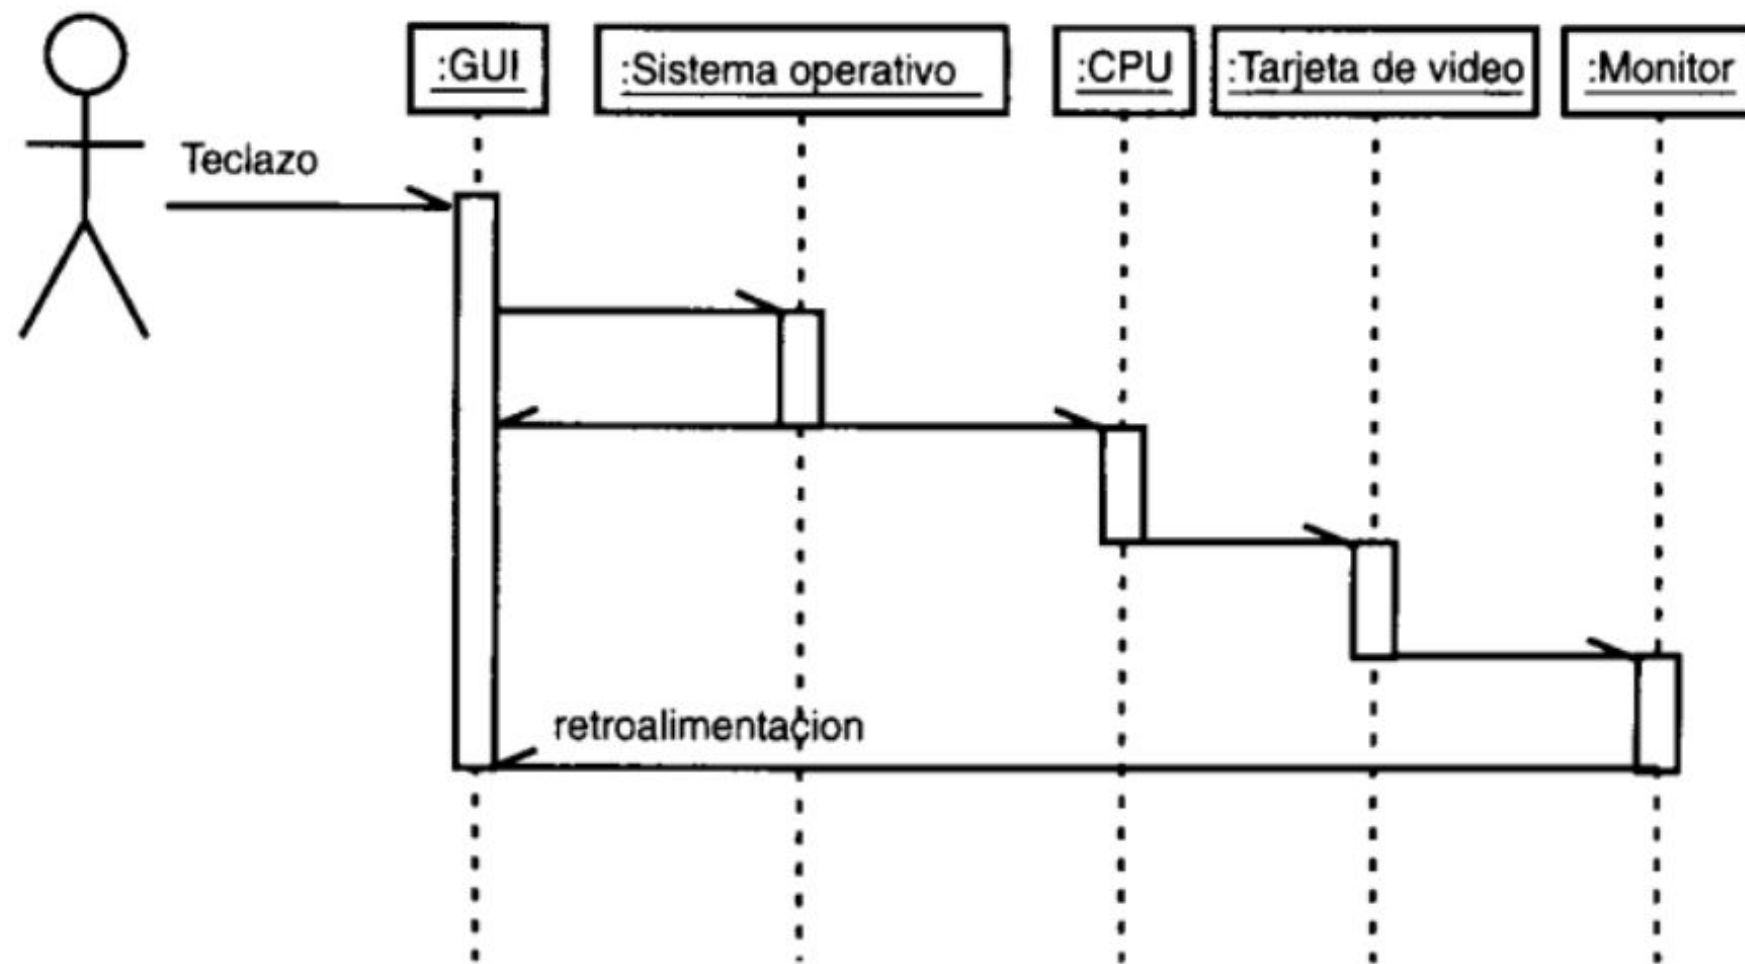 :GUI
:Sistema operativo
:CPU
:Tarjeta de video
:Monitor
Teclazo
retroalimentacion